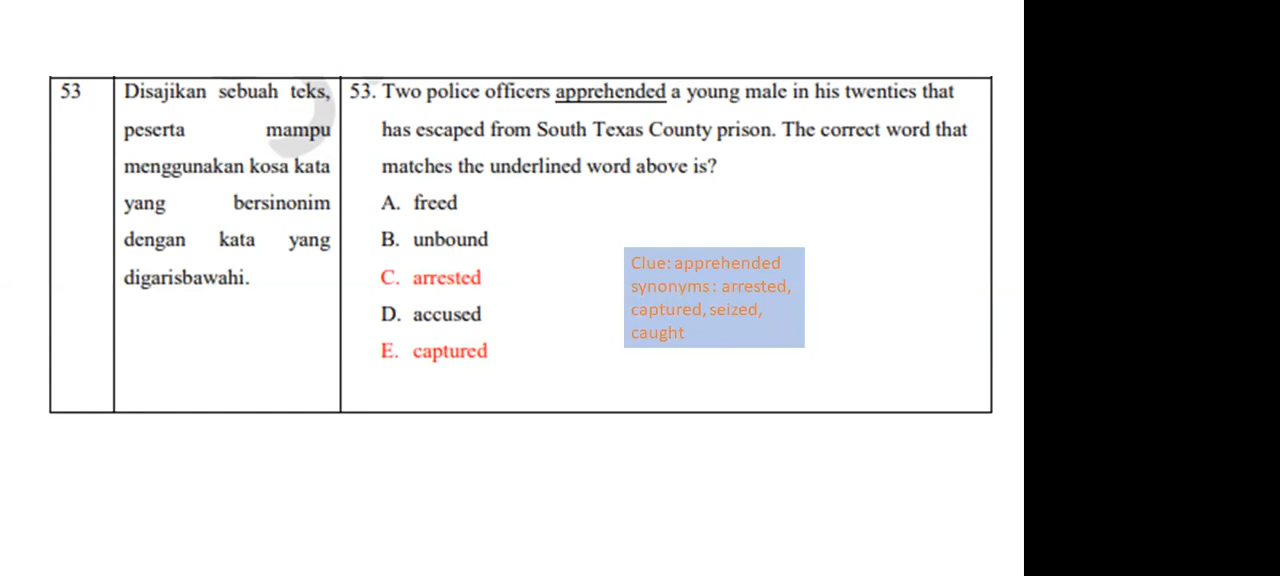 53
Disajikan sebuah teks,
peserta mampu
menggunakan kosa kata
yang bersinonim
dengan kata yang
digarisbawahi.
53. Two police officers apprehended a young male in his twenties that
has escaped from South Texas County prison. The correct word that
matches the underlined word above is?
A. freed
B. unbound
C. arrested
D. accused
E. captured
Clue: apprehended
synonyms : arrested,
captured, seized,
caught